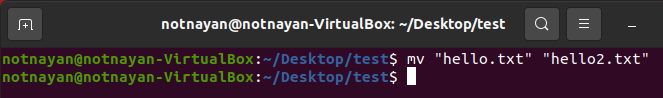 notnayan@notnayan-VirtualBox: ~/Desktop/test
notnayan@notnayan-VirtualBox:~/Desktop/test$ mv "hello.txt" "hello2.txt"
notnayan@notnayan-VirtualBox:~/Desktop/test$